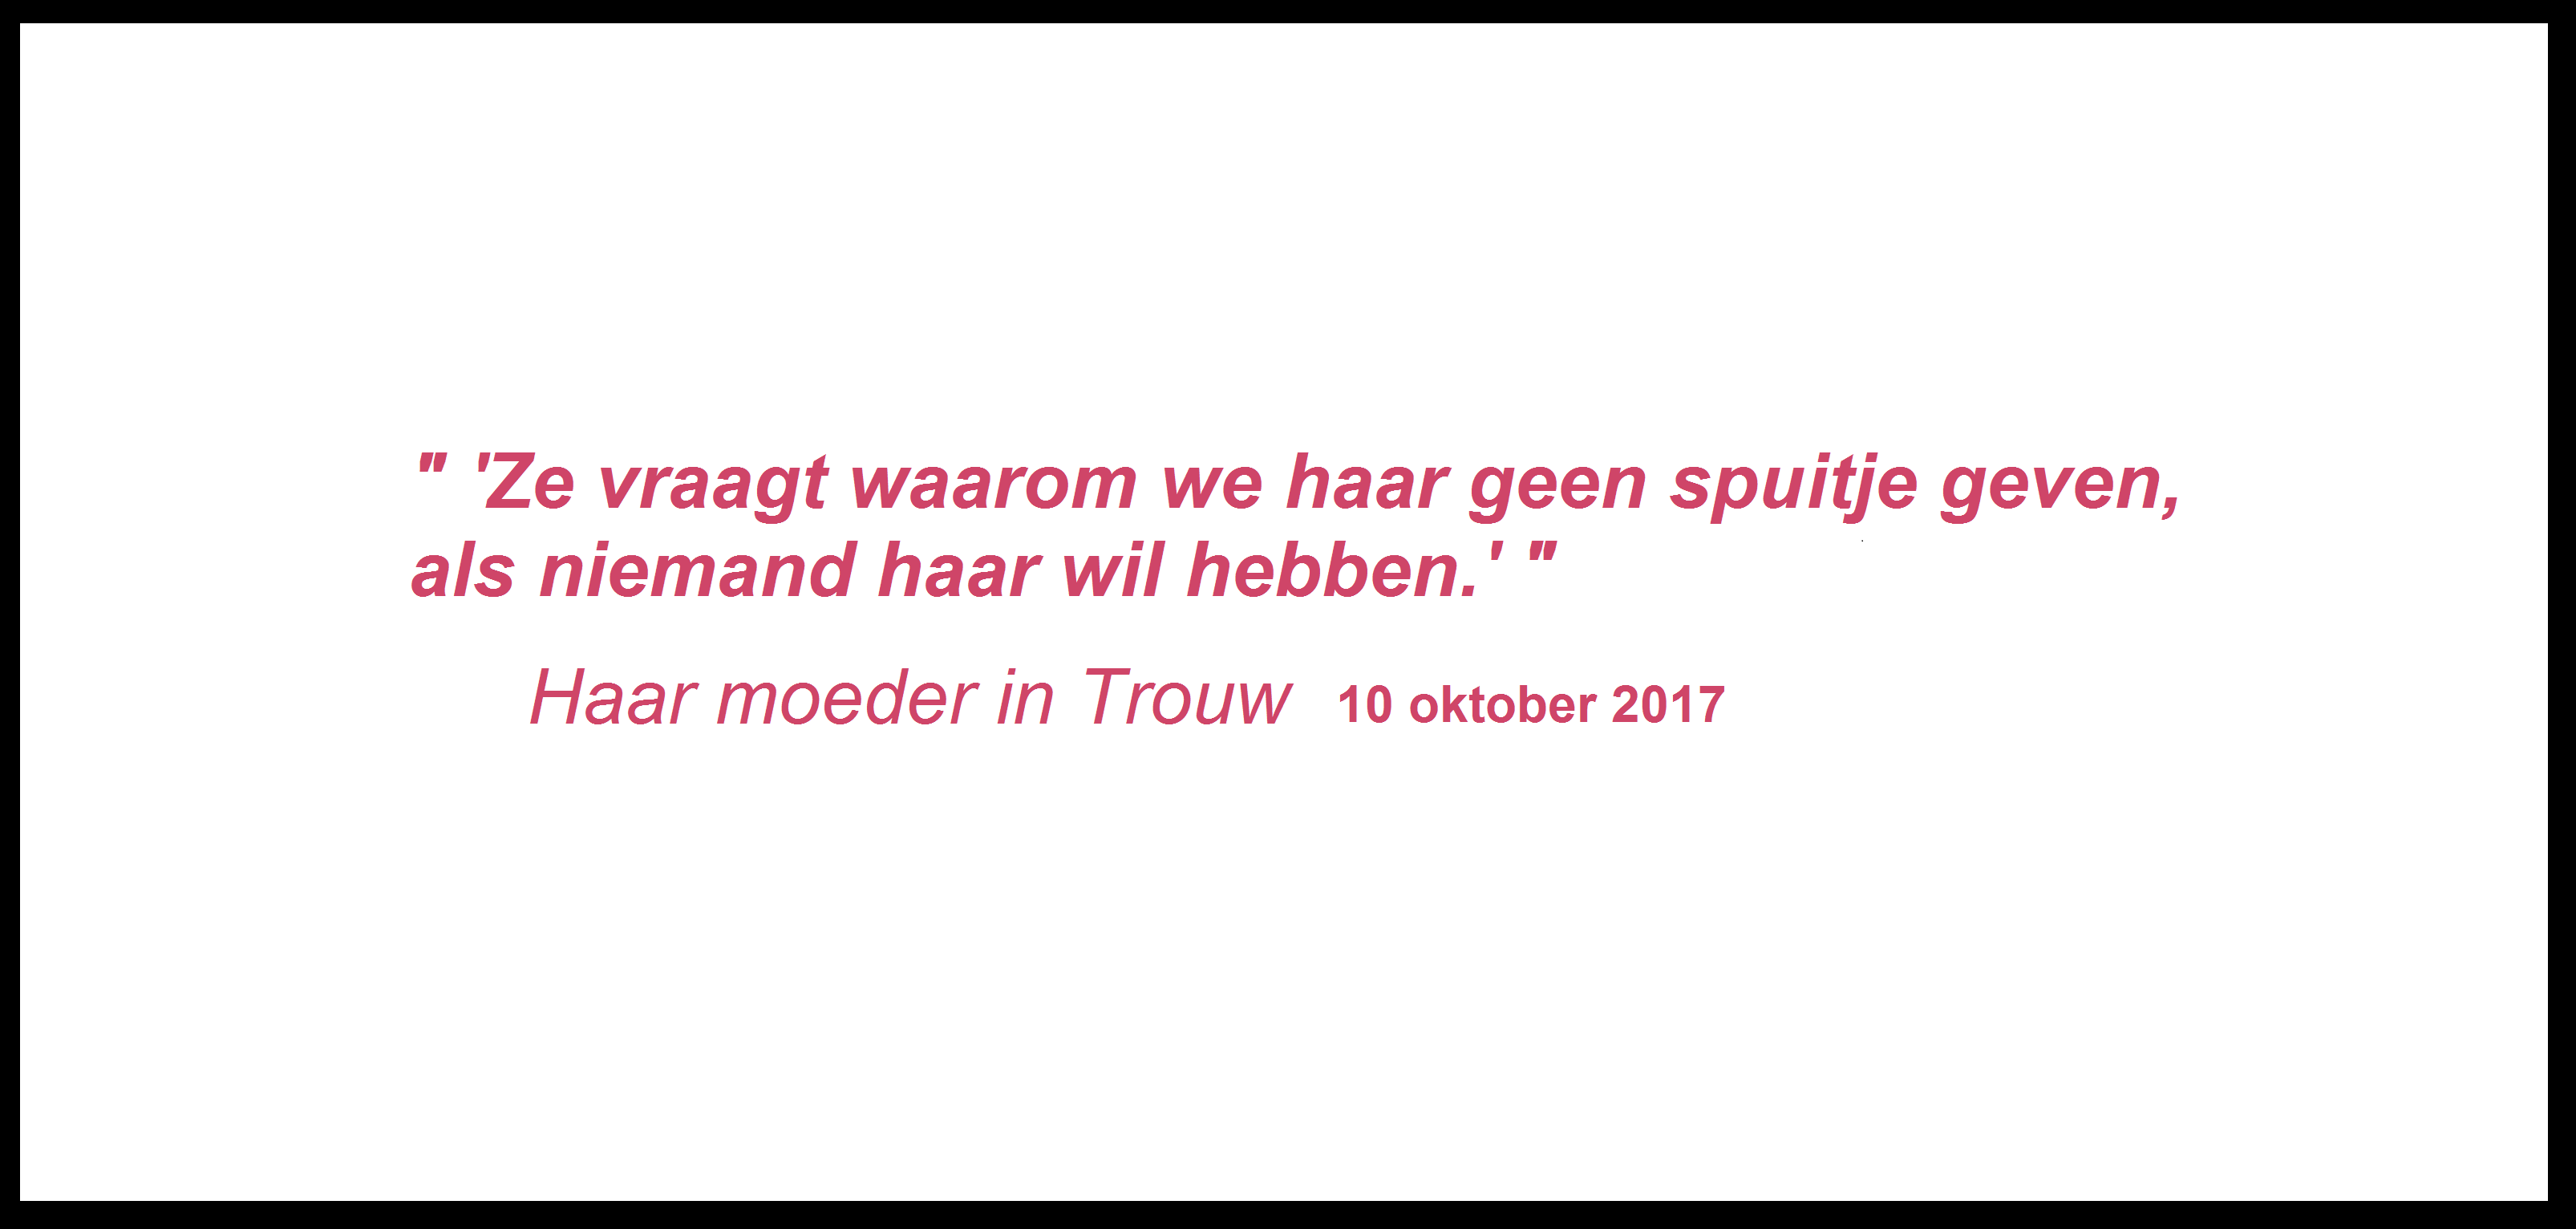 " 'Ze vraagt waarom we haar geen spuitje geven,
als niemand haar wil hebben.' "
Haar moeder in Trouw 10 oktober 2017